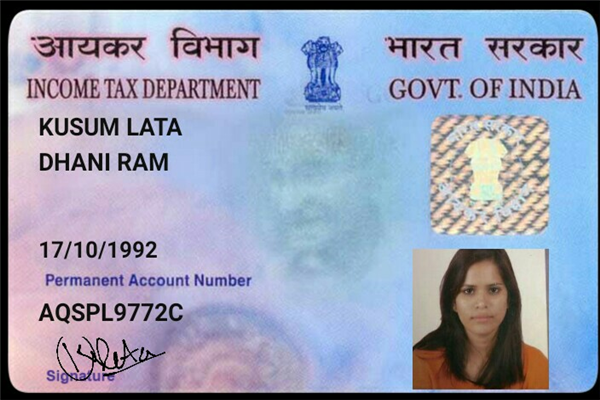 आयकर विभाग भारत सरकार
INCOME TAX DEPARTMENT GOVT. OF INDIA
KUSUM LATA
DHANI RAM
17/10/1992
Permanent Account Number
AQSPL9772C
Signature